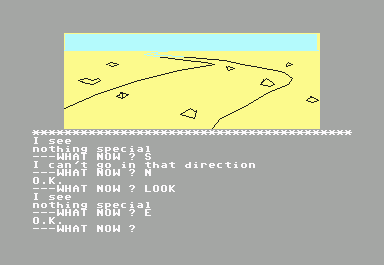 ****************************************
I see
nothing special
---WHAT NOW ? S
I can't go in that direction
---WHAT NOW ? N
O.K.
---WHAT NOW ? LOOK
I see
nothing special
---WHAT NOW ? E
O.K.
---WHAT NOW ?